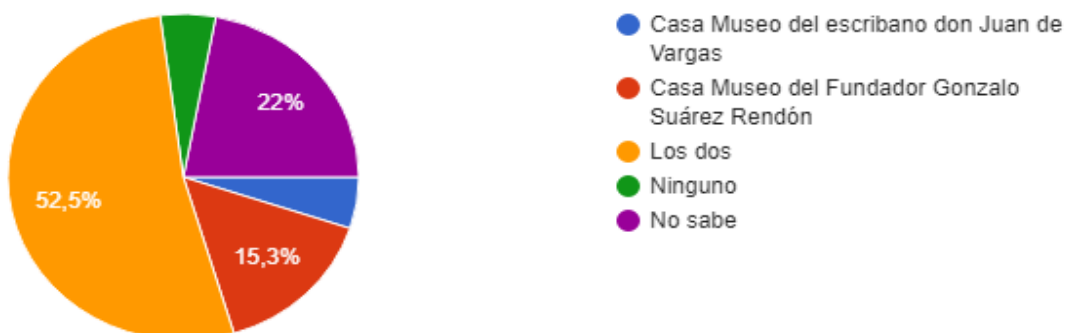 22%
52,5%
15,3%
Casa Museo del escribano don Juan de
Vargas
Casa Museo del Fundador Gonzalo
Suárez Rendón
Los dos
Ninguno
No sabe